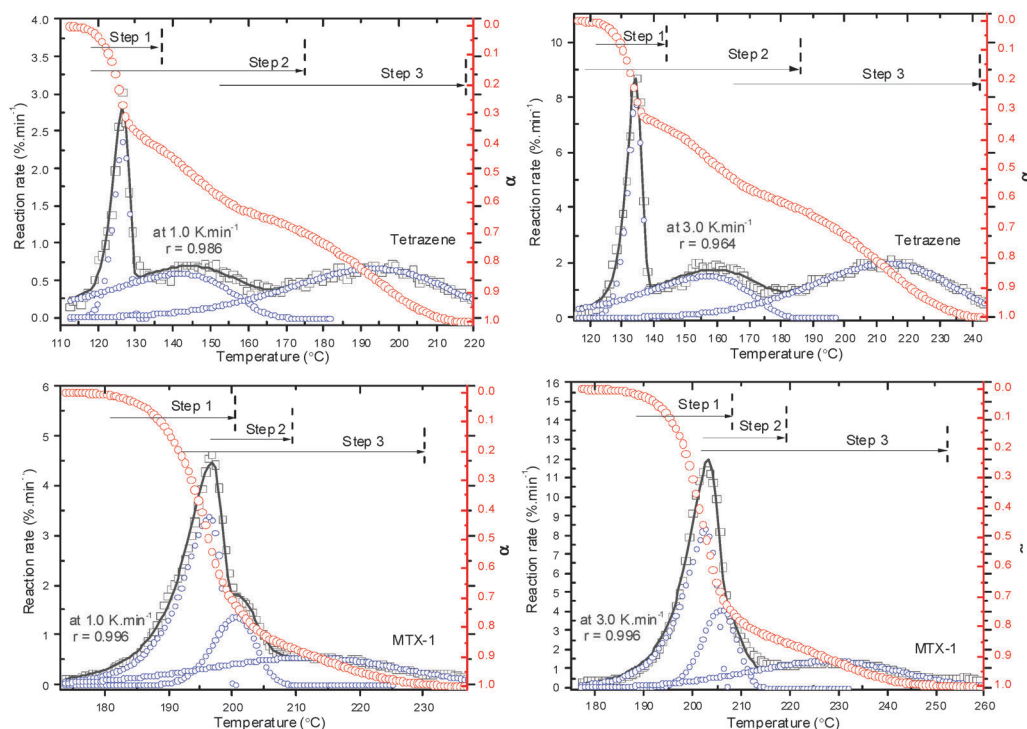 4.0
3.5
3.0
2.5
2.0
1.5
1.0
0.5
0.0
Reaction rate (%.min⁻¹)
Step 1
Step 2
Step 3
at 1.0 K.min⁻¹
r = 0.986
Tetrazene
0.0
0.1
0.2
0.3
0.4
0.5
0.6
0.7
0.8
0.9
1.0
α
110 120 130 140 150 160 170 180 190 200 210 220
Temperature (°C)
10
8
6
4
2
0
Reaction rate (%.min⁻¹)
Step 1
Step 2
Step 3
at 3.0 K.min⁻¹
r = 0.964
Tetrazene
0.0
0.1
0.2
0.3
0.4
0.5
0.6
0.7
0.8
0.9
1.0
α
120 130 140 150 160 170 180 190 200 210 220 230 240
Temperature (°C)
6
5
4
3
2
1
0
Reaction rate (%.min⁻¹)
Step 1
Step 2
Step 3
at 1.0 K.min⁻¹
r = 0.996
MTX-1
0.0
0.1
0.2
0.3
0.4
0.5
0.6
0.7
0.8
0.9
1.0
α
180 190 200 210 220 230
Temperature (°C)
16
15
14
13
12
11
10
9
8
7
6
5
4
3
2
1
0
Reaction rate (%.min⁻¹)
Step 1
Step 2
Step 3
at 3.0 K.min⁻¹
r = 0.996
MTX-1
0.0
0.1
0.2
0.3
0.4
0.5
0.6
0.7
0.8
0.9
1.0
180 190 200 210 220 230 240 250 260
Temperature (°C)